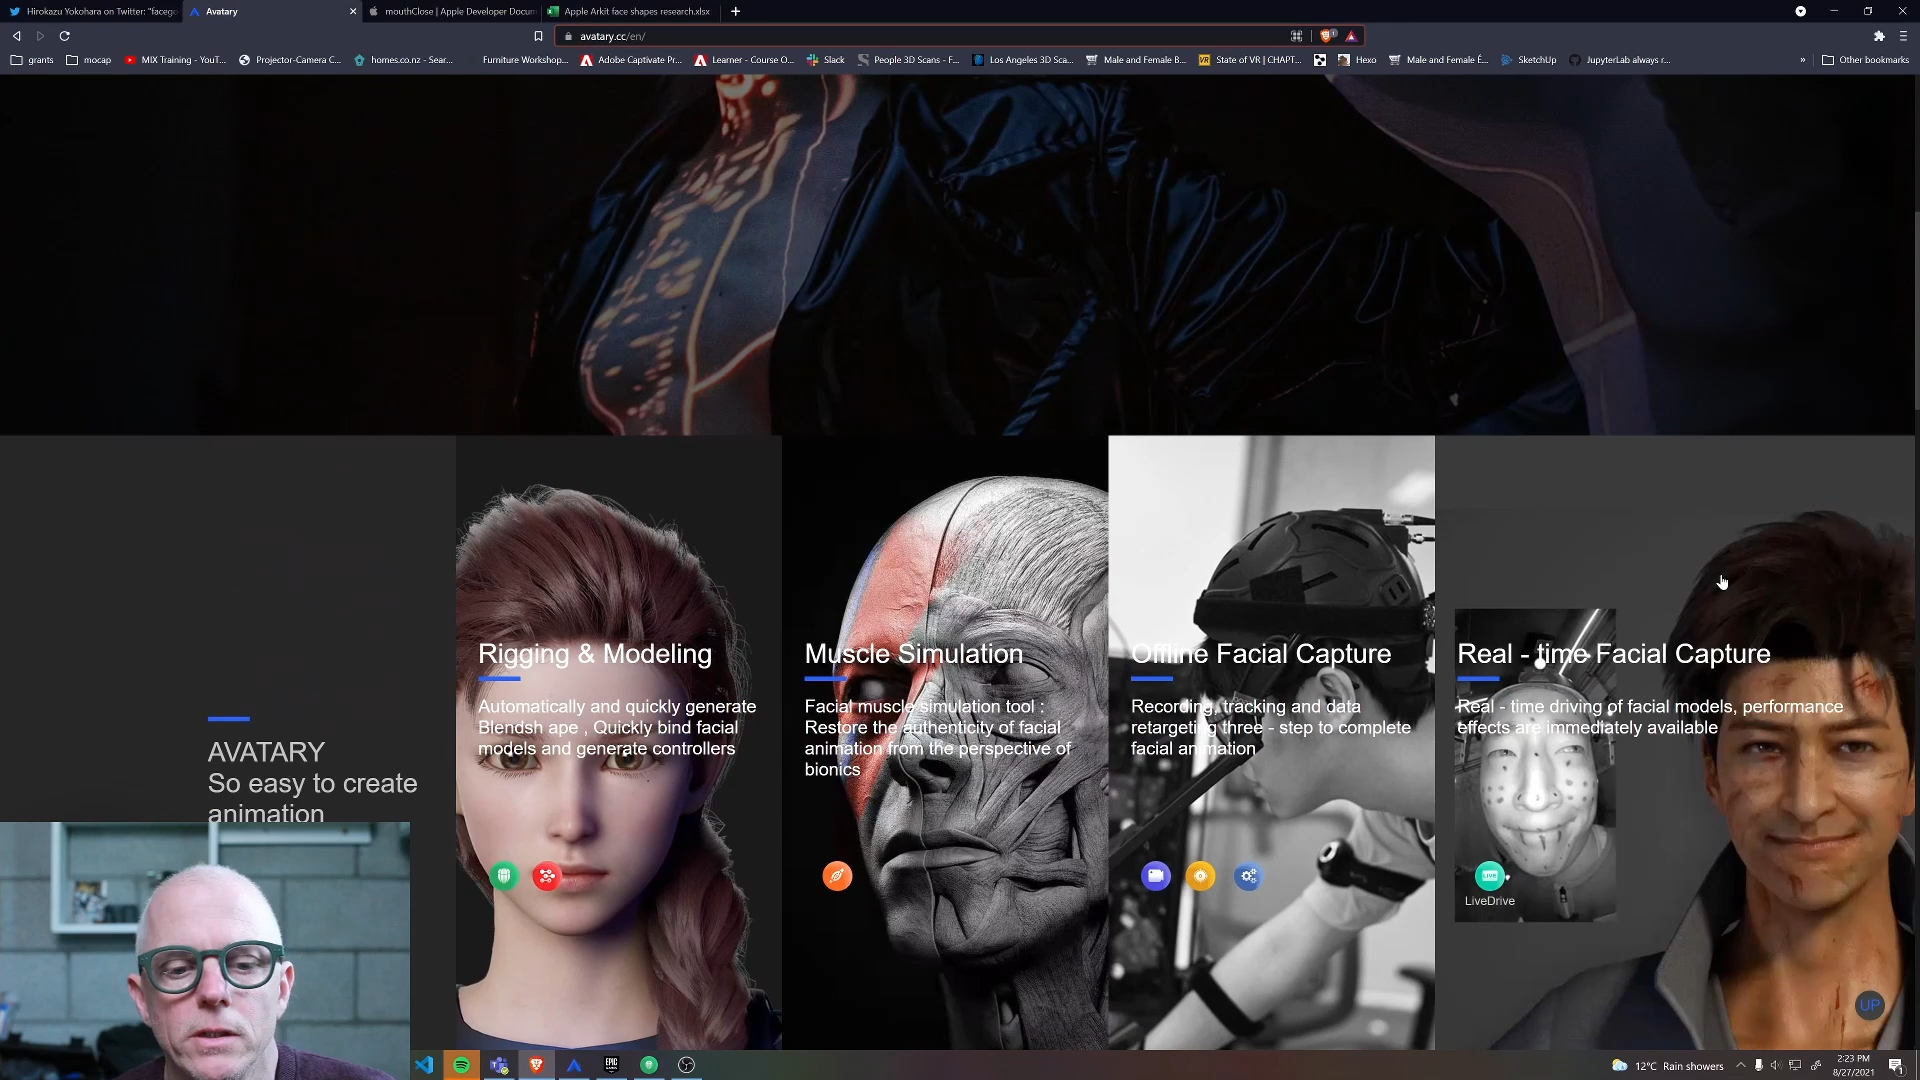 Hirokazu Yokohara on Twitter: "facego
Avatary
mouthClose | Apple Developer Docum
Apple Arkit face shapes research.xlsx
avatary.cc/en/
grants
mocap
MIX Training - YouT...
Projector-Camera C...
homes.co.nz - Sear...
Furniture Workshop...
Adobe Captivate Pr...
Learner - Course O...
Slack
People 3D Scans - F...
Los Angeles 3D Sca...
Male and Female B...
State of VR | CHAPT...
Hexo
Male and Female É...
SketchUp
JupyterLab always r...
Other bookmarks
AVATARY
So easy to create
animation
Rigging & Modeling
Automatically and quickly generate
Blendsh ape , Quickly bind facial
models and generate controllers
Muscle Simulation
Facial muscle simulation tool :
Restore the authenticity of facial
animation from the perspective of
bionics
Offline Facial Capture
Recording, tracking and data
retargeting three - step to complete
facial animation
Real - time Facial Capture
Real - time driving of facial models, performance
effects are immediately available
LIVE
LiveDrive
UP
EPIC
12°C Rain showers
2:23 PM
8/27/2021